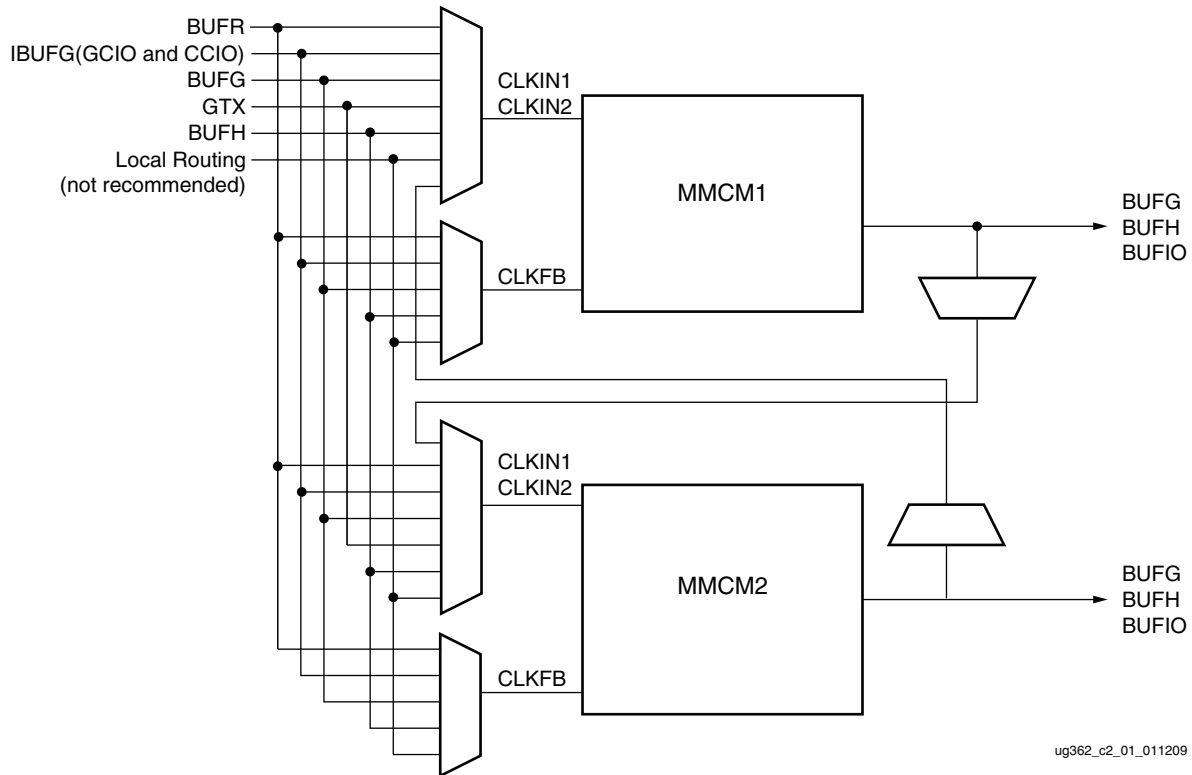 BUFR
IBUFG(GCIO and CCIO)
BUFG
GTX
BUFH
Local Routing
(not recommended)
CLKIN1
CLKIN2
MMCM1
BUFG
BUFH
BUFIO
CLKFB
CLKIN1
CLKIN2
MMCM2
BUFG
BUFH
BUFIO
CLKFB
ug362_c2_01_011209